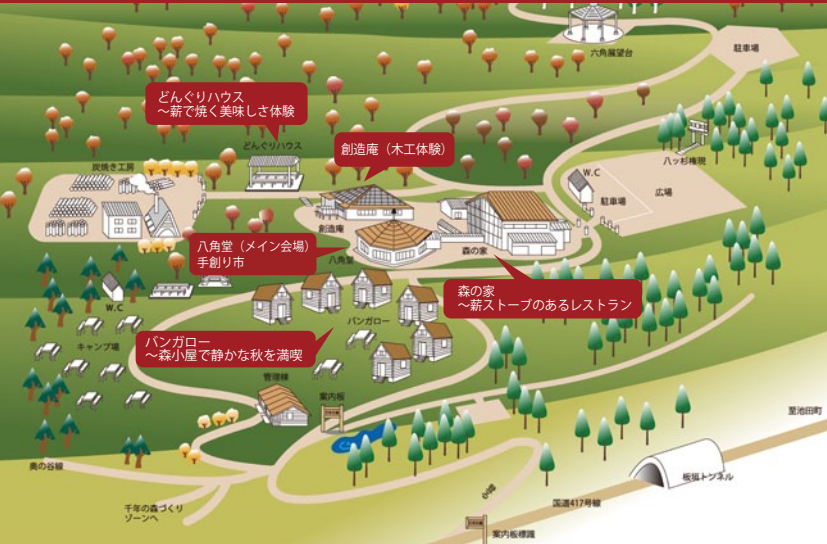 六角展望台
駐車場
どんぐりハウス
～薪で焼く美味しさ体験
どんぐりハウス
創造庵（木工体験）
炭焼き工房
八ッ杉権現
W.C
駐車場
広場
創造庵
八角堂（メイン会場）
手創り市
八角堂
森の家
森の家
～薪ストーブのあるレストラン
W.C
バンガロー
キャンプ場
バンガロー
～森小屋で静かな秋を満喫
管理棟
案内板
至池田町
奥の谷線
板垣トンネル
千年の森づくり
ゾーンへ
国道417号線
案内板標識